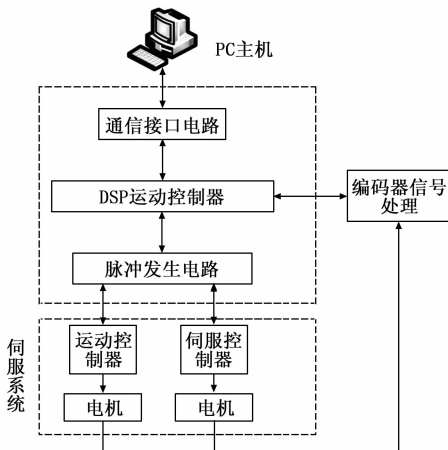 PC主机
通信接口电路
DSP运动控制器
编码器信号
处理
脉冲发生电路
伺服系统
运动控
制器
伺服控
制器
电机
电机